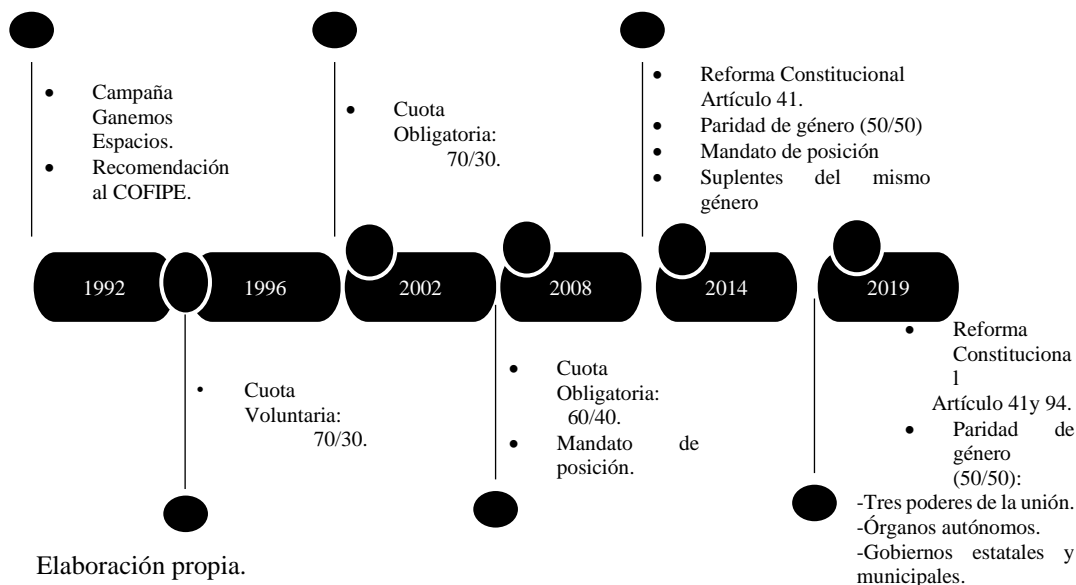 • Campaña
Ganemos
Espacios.
• Recomendación
al COFIPE.
• Cuota
Obligatoria:
70/30.
• Reforma Constitucional
Artículo 41.
• Paridad de género (50/50)
• Mandato de posición
• Suplentes del mismo
género
1992
1996
2002
2008
2014
2019
• Cuota
Voluntaria:
70/30.
• Cuota
Obligatoria:
60/40.
• Mandato de
posición.
• Reforma
Constituciona
l
Artículo 41y 94.
• Paridad de
género
(50/50):
-Tres poderes de la unión.
-Órganos autónomos.
-Gobiernos estatales y
municipales.
Elaboración propia.